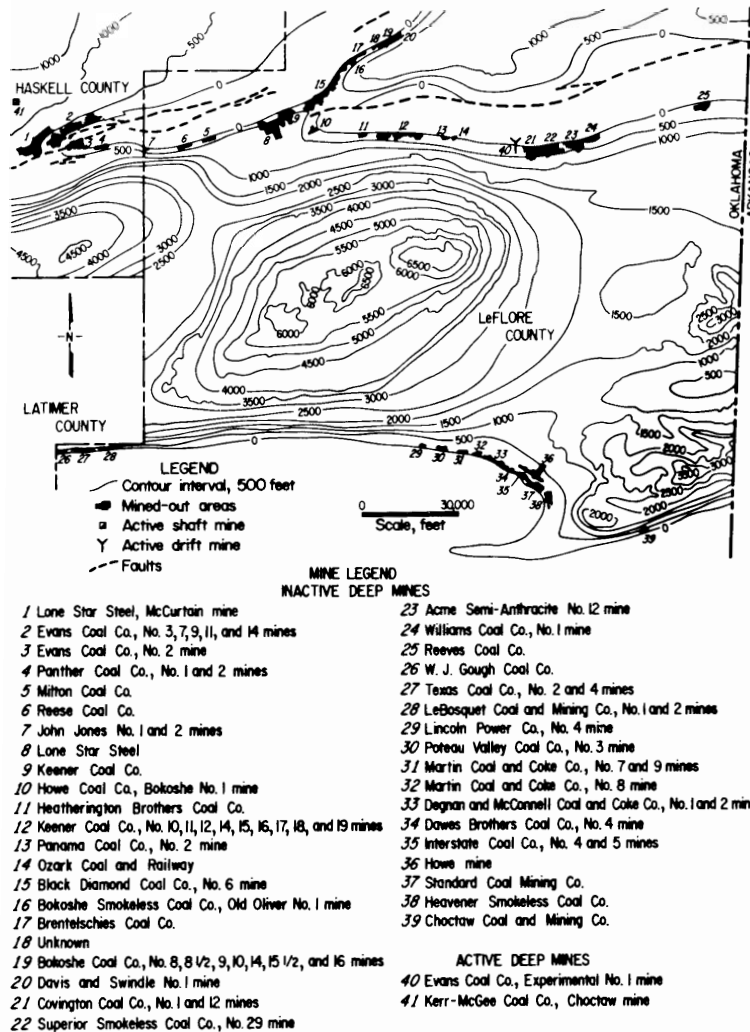 HASKELL COUNTY
LATIMER
COUNTY
LeFLORE
COUNTY
OKLAHOMA
-N-
LEGEND
Contour interval, 500 feet
Mined-out areas
Active shaft mine
Active drift mine
Faults
0 30,000
Scale, feet
MINE LEGEND
INACTIVE DEEP MINES
1 Lone Star Steel, McCurtain mine
2 Evans Coal Co., No. 3, 7, 9, 11, and 14 mines
3 Evans Coal Co., No. 2 mine
4 Panther Coal Co., No. 1 and 2 mines
5 Milton Coal Co.
6 Reese Coal Co.
7 John Jones No. 1 and 2 mines
8 Lone Star Steel
9 Keener Coal Co.
10 Howe Coal Co., Bokoshe No. 1 mine
11 Heatherington Brothers Coal Co.
12 Keener Coal Co., No. 10, 11, 12, 14, 15, 16, 17, 18, and 19 mines
13 Panama Coal Co., No. 2 mine
14 Ozark Coal and Railway
15 Black Diamond Coal Co., No. 6 mine
16 Bokoshe Smokeless Coal Co., Old Oliver No. 1 mine
17 Brentelschies Coal Co.
18 Unknown
19 Bokoshe Coal Co., No. 8, 8 1/2, 9, 10, 14, 15 1/2, and 16 mines
20 Davis and Swindle No. 1 mine
21 Covington Coal Co., No. 1 and 12 mines
22 Superior Smokeless Coal Co., No. 29 mine
23 Acme Semi-Anthracite No. 12 mine
24 Williams Coal Co., No. 1 mine
25 Reeves Coal Co.
26 W. J. Gough Coal Co.
27 Texas Coal Co., No. 2 and 4 mines
28 LeBosquet Coal and Mining Co., No. 1 and 2 mines
29 Lincoln Power Co., No. 4 mine
30 Poteau Valley Coal Co., No. 3 mine
31 Martin Coal and Coke Co., No. 7 and 9 mines
32 Martin Coal and Coke Co., No. 8 mine
33 Degnan and McConnell Coal and Coke Co., No. 1 and 2 min
34 Dawes Brothers Coal Co., No. 4 mine
35 Interstate Coal Co., No. 4 and 5 mines
36 Howe mine
37 Standard Coal Mining Co.
38 Heavener Smokeless Coal Co.
39 Choctaw Coal and Mining Co.
ACTIVE DEEP MINES
40 Evans Coal Co., Experimental No. 1 mine
41 Kerr-McGee Coal Co., Choctaw mine